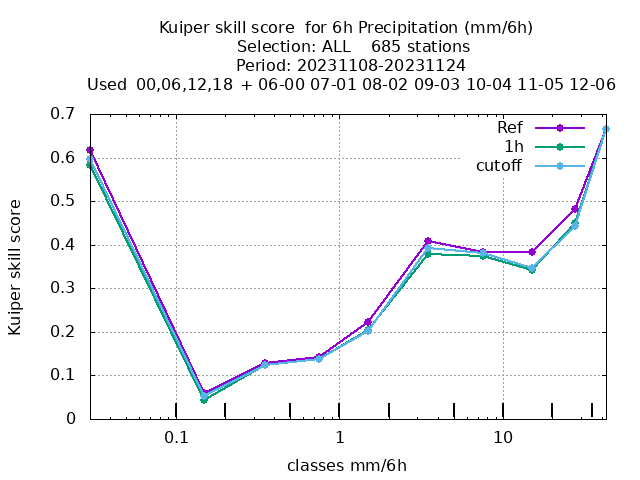 Kuiper skill score  for 6h Precipitation (mm/6h)
Selection: ALL    685 stations
Period: 20231108-20231124
Used  00,06,12,18  + 06-00 07-01 08-02 09-03 10-04 11-05 12-06
Ref
1h
cutoff
Kuiper skill score
0.7
0.6
0.5
0.4
0.3
0.2
0.1
0
0.1 1 10
classes mm/6h